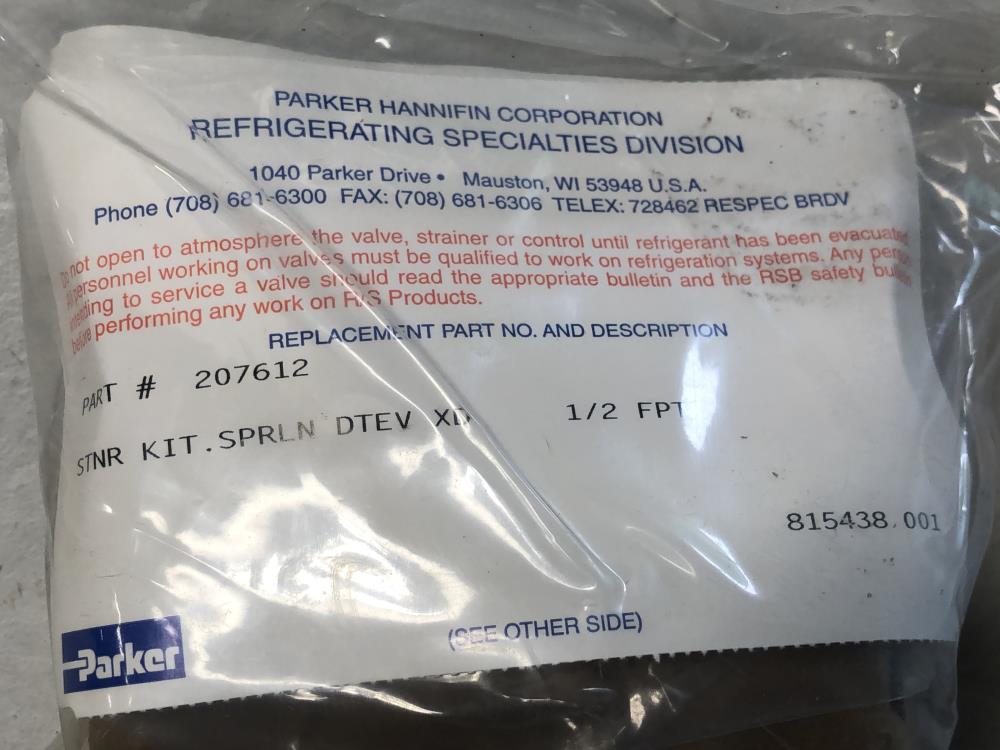 PARKER HANNIFIN CORPORATION
REFRIGERATING SPECIALTIES DIVISION
1040 Parker Drive • Mauston, WI 53948 U.S.A.
Phone (708) 681-6300 FAX: (708) 681-6306 TELEX: 728462 RESPEC BRDV
not open to atmosphere the valve, strainer or control until refrigerant has been evacuated
personnel working on valves must be qualified to work on refrigeration systems. Any person
intending to service a valve should read the appropriate bulletin and the RSB safety bulletin
before performing any work on R/S Products.
REPLACEMENT PART NO. AND DESCRIPTION
PART # 207612
STNR KIT.SPRLN DTEV XD 1/2 FPT
815438.001
(SEE OTHER SIDE)
Parker